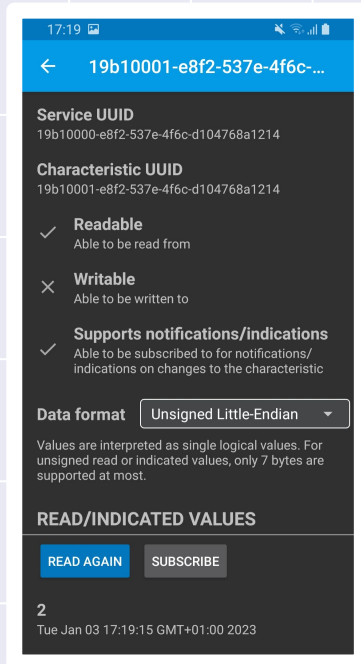 17:19
19b10001-e8f2-537e-4f6c-...
Service UUID
19b10000-e8f2-537e-4f6c-d104768a1214
Characteristic UUID
19b10001-e8f2-537e-4f6c-d104768a1214
Readable
Able to be read from
Writable
Able to be written to
Supports notifications/indications
Able to be subscribed to for notifications/
indications on changes to the characteristic
Data format Unsigned Little-Endian
Values are interpreted as single logical values. For
unsigned read or indicated values, only 7 bytes are
supported at most.
READ/INDICATED VALUES
READ AGAIN SUBSCRIBE
2
Tue Jan 03 17:19:15 GMT+01:00 2023